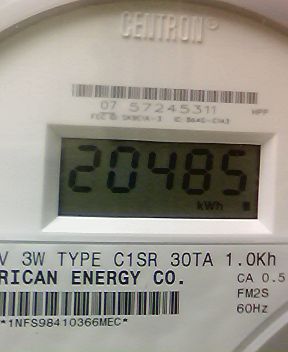 CENTRON®
07 57245311
20485
kWh
V 3W TYPE C1SR 30TA 1.0Kh
RICAN ENERGY CO. CA 0.5
FM2S
60Hz
*1NFS98410366MEC*